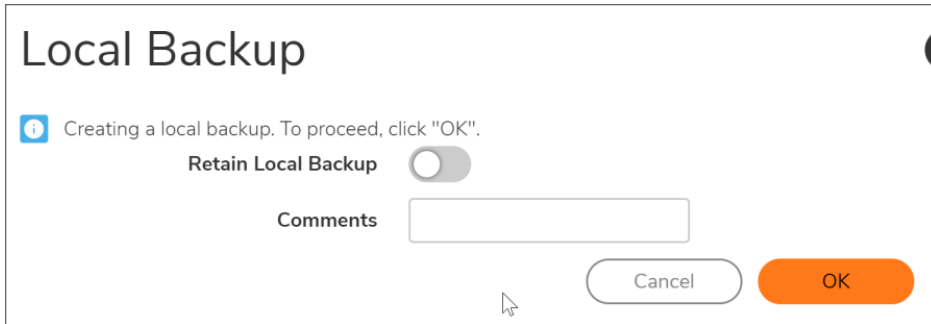 Local Backup
Creating a local backup. To proceed, click "OK".
Retain Local Backup
Comments
Cancel OK